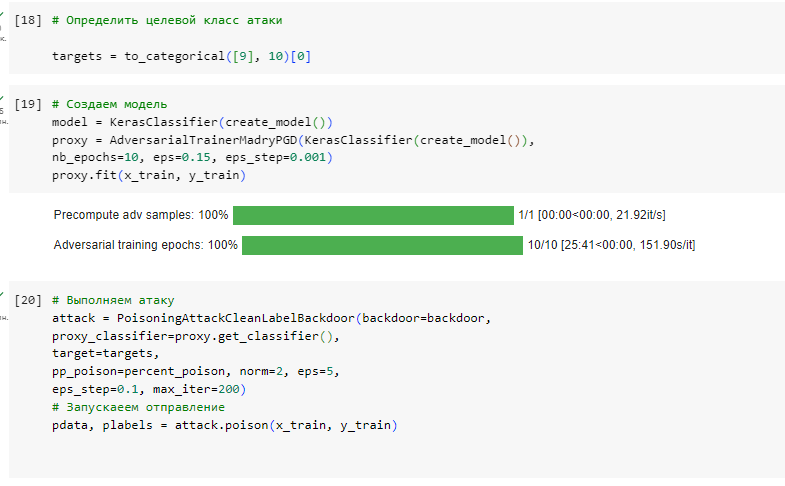 [18] # Определить целевой класс атаки
targets = to_categorical([9], 10)[0]
[19] # Создаем модель
model = KerasClassifier(create_model())
proxy = AdversarialTrainerMadryPGD(KerasClassifier(create_model()),
nb_epochs=10, eps=0.15, eps_step=0.001)
proxy.fit(x_train, y_train)
Precompute adv samples: 100% 1/1 [00:00<00:00, 21.92it/s]
Adversarial training epochs: 100% 10/10 [25:41<00:00, 151.90s/it]
[20] # Выполняем атаку
attack = PoisoningAttackCleanLabelBackdoor(backdoor=backdoor,
proxy_classifier=proxy.get_classifier(),
target=targets,
pp_poison=percent_poison, norm=2, eps=5,
eps_step=0.1, max_iter=200)
# Запускаеем отправление
pdata, plabels = attack.poison(x_train, y_train)